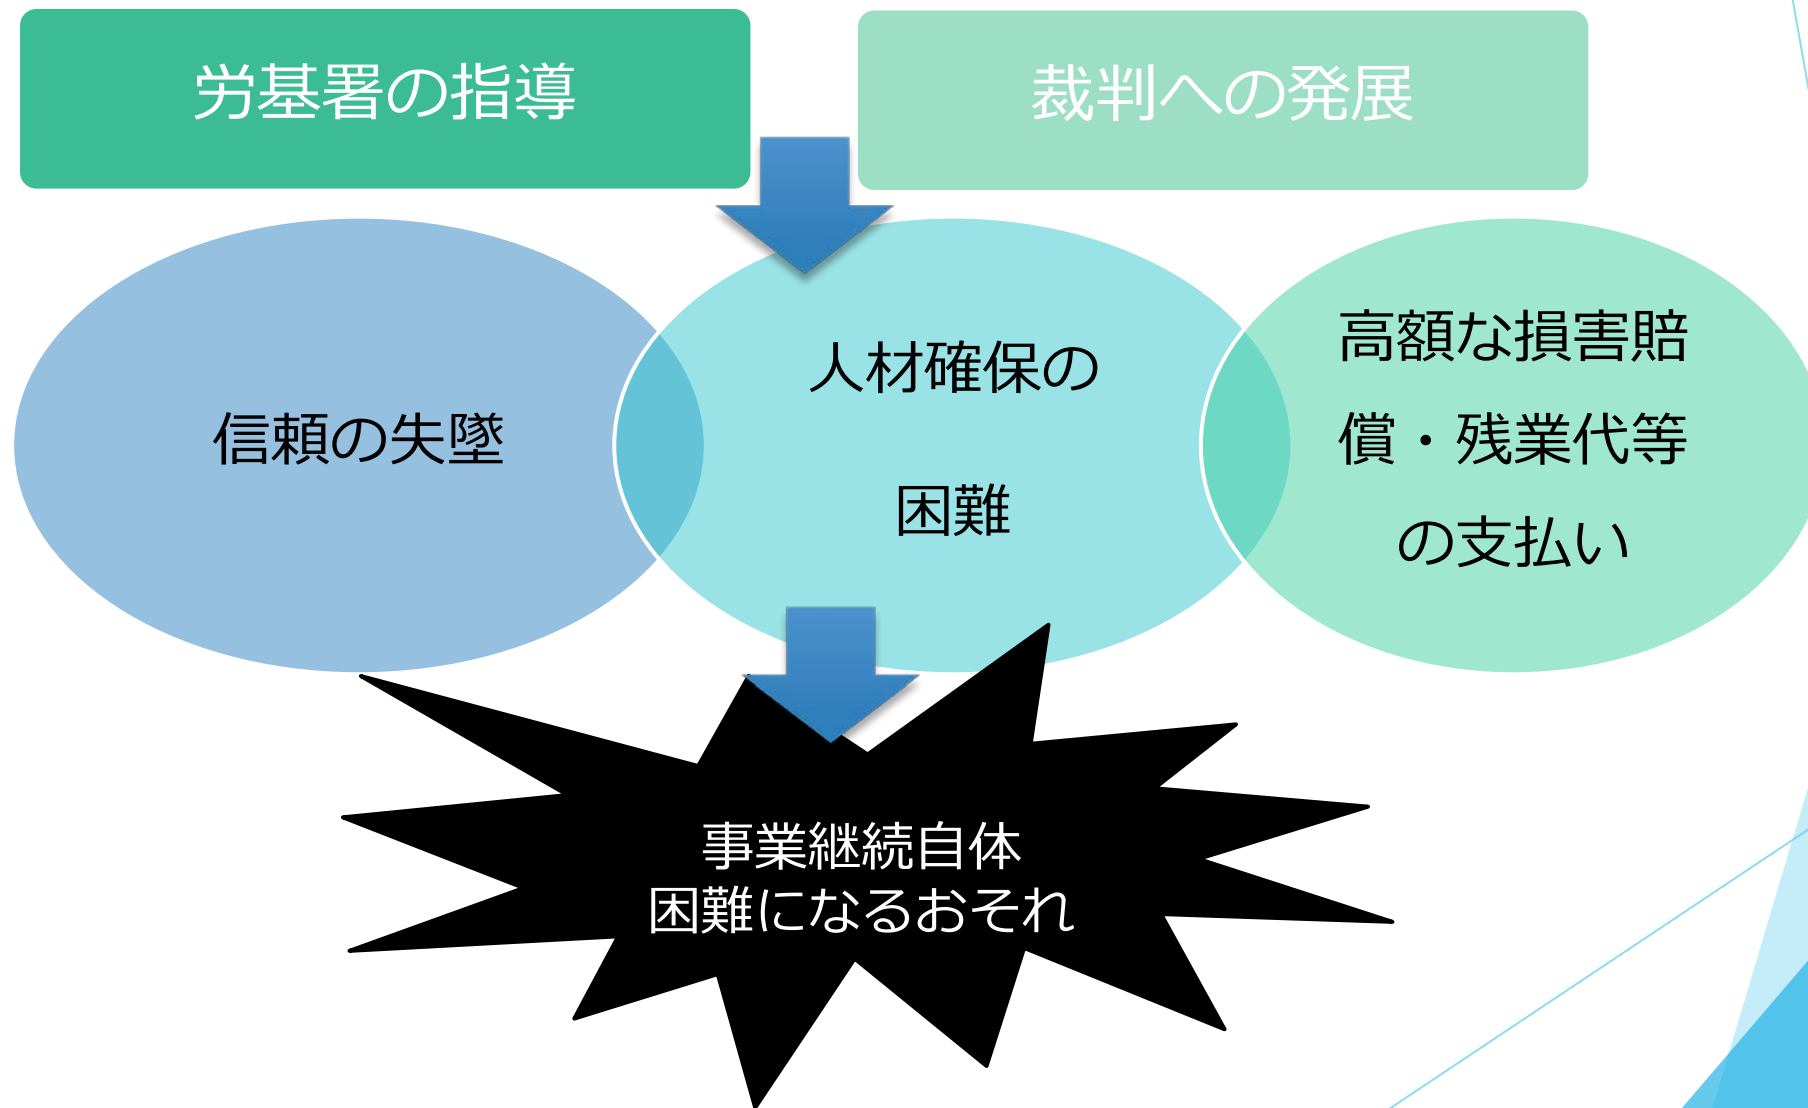 労基署の指導
裁判への発展
信頼の失墜
人材確保の
困難
高額な損害賠
償・残業代等
の支払い
事業継続自体
困難になるおそれ